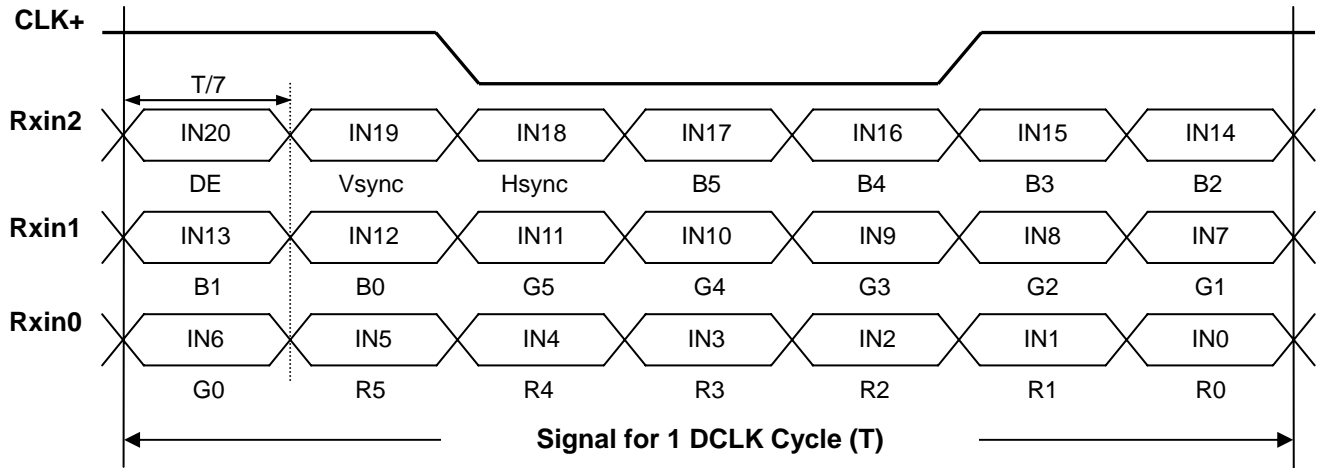 CLK+
T/7
Rxin2 IN20 IN19 IN18 IN17 IN16 IN15 IN14
DE Vsync Hsync B5 B4 B3 B2
Rxin1 IN13 IN12 IN11 IN10 IN9 IN8 IN7
B1 B0 G5 G4 G3 G2 G1
Rxin0 IN6 IN5 IN4 IN3 IN2 IN1 IN0
G0 R5 R4 R3 R2 R1 R0
Signal for 1 DCLK Cycle (T)